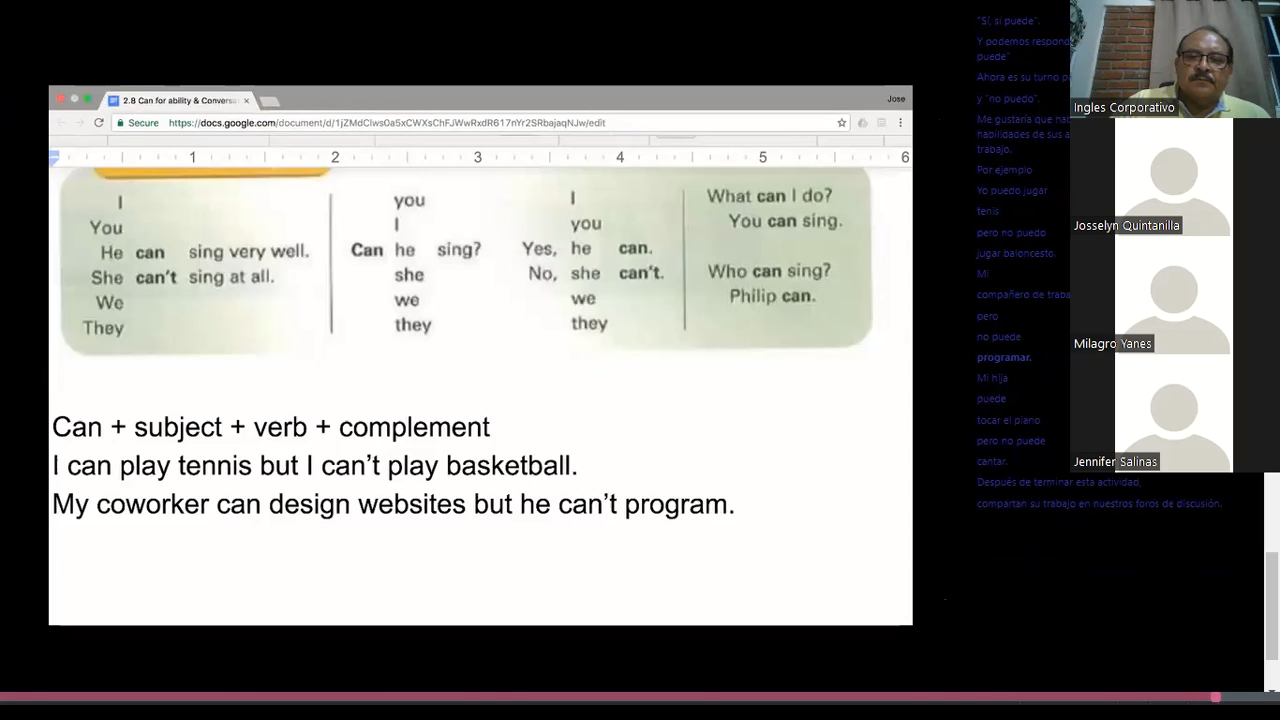 2.8 Can for ability & Conversa
Jose
Secure
https://docs.google.com/document/d/1jZMdCIwsOa5xCWXsChFJWwRxdR617nYr2SRbajaqNJw/edit
1 2 3 4 5 6
I
You
He can sing very well.
She can't sing at all.
We
They
you
I
Can he sing?
she
we
they
I
you
Yes, he can.
No, she can't.
we
they
What can I do?
You can sing.
Who can sing?
Philip can.
Can + subject + verb + complement
I can play tennis but I can’t play basketball.
My coworker can design websites but he can’t program.
"Sí, si puede".
Y podemos respond
puede"
Ahora es su turno p
y "no puedo".
Me gustaría que ha
habilidades de sus a
trabajo.
Por ejemplo
Yo puedo jugar
tenis
pero no puedo
jugar baloncesto.
Mi
compañero de traba
pero
no puede
programar.
Mi hija
puede
tocar el piano
pero no puede
cantar.
Después de terminar esta actividad,
compartan su trabajo en nuestros foros de discusión.
Ingles Corporativo
Josselyn Quintanilla
Milagro Yanes
Jennifer Salinas